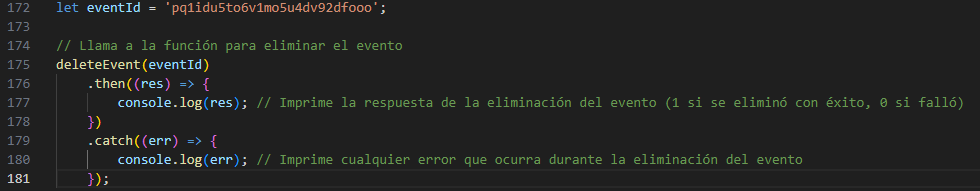 172 let eventId = 'pq1idu5to6v1mo5u4dv92dfooo';
173
174 // Llama a la función para eliminar el evento
175 deleteEvent(eventId)
176     .then((res) => {
177         console.log(res); // Imprime la respuesta de la eliminación del evento (1 si se eliminó con éxito, 0 si falló)
178     })
179     .catch((err) => {
180         console.log(err); // Imprime cualquier error que ocurra durante la eliminación del evento
181     });